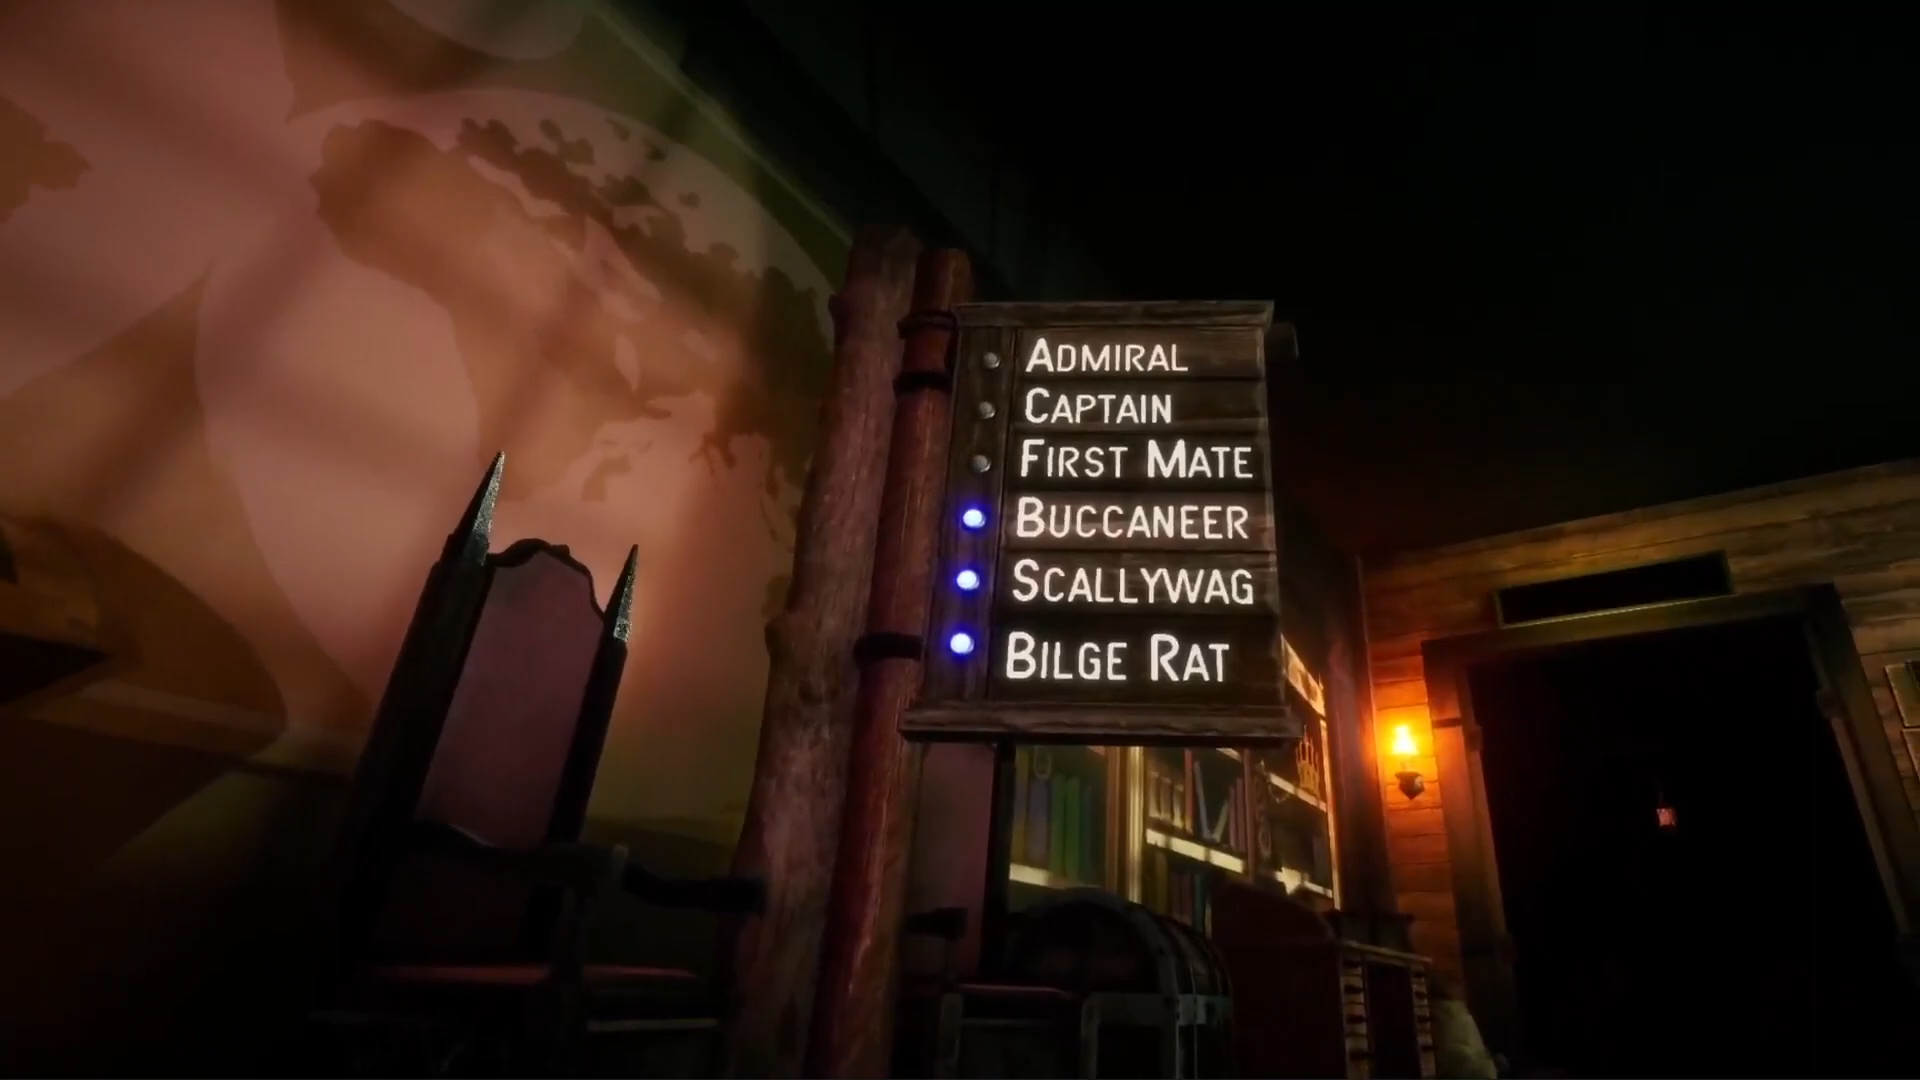 Admiral
Captain
First Mate
Buccaneer
Scallywag
Bilge Rat